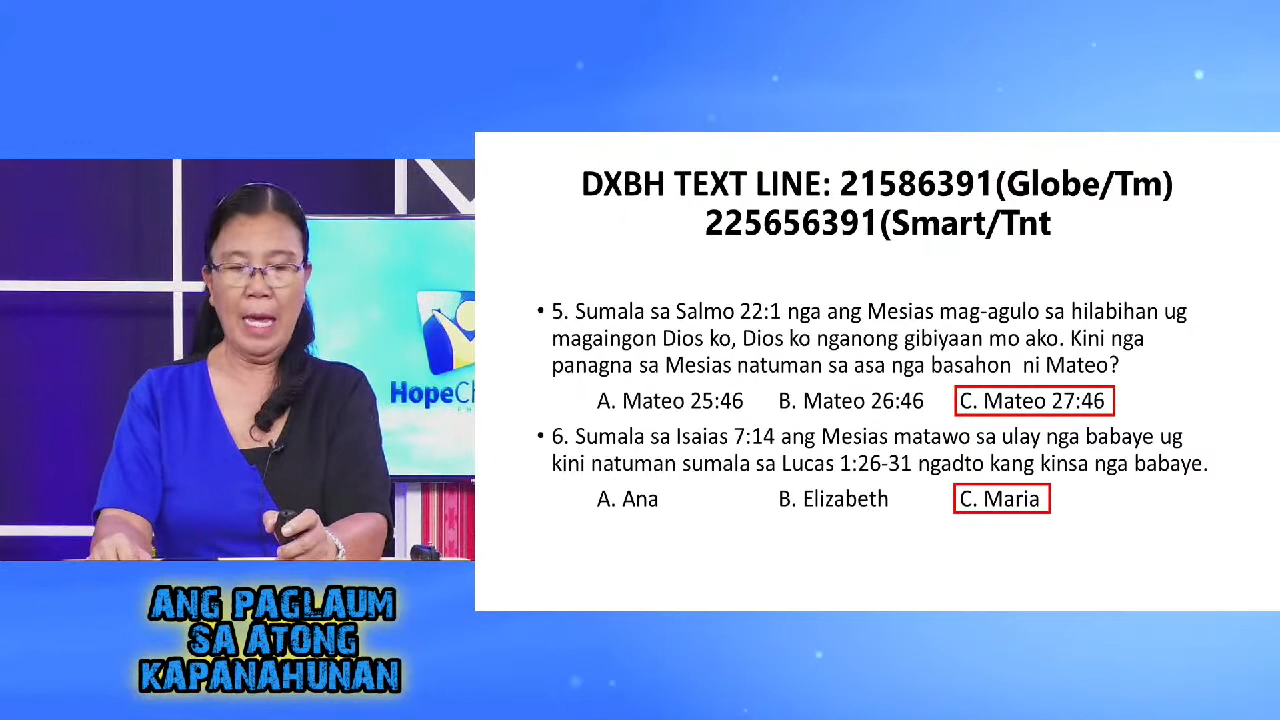 DXBH TEXT LINE: 21586391(Globe/Tm)
225656391(Smart/Tnt
• 5. Sumala sa Salmo 22:1 nga ang Mesias mag-agulo sa hilabihan ug
magaingon Dios ko, Dios ko nganong gibiyaan mo ako. Kini nga
panagna sa Mesias natuman sa asa nga basahon ni Mateo?
A. Mateo 25:46 B. Mateo 26:46 C. Mateo 27:46
• 6. Sumala sa Isaias 7:14 ang Mesias matawo sa ulay nga babaye ug
kini natuman sumala sa Lucas 1:26-31 ngadto kang kinsa nga babaye.
A. Ana B. Elizabeth C. Maria
ANG PAGLAUM
SA ATONG
KAPANAHUNAN